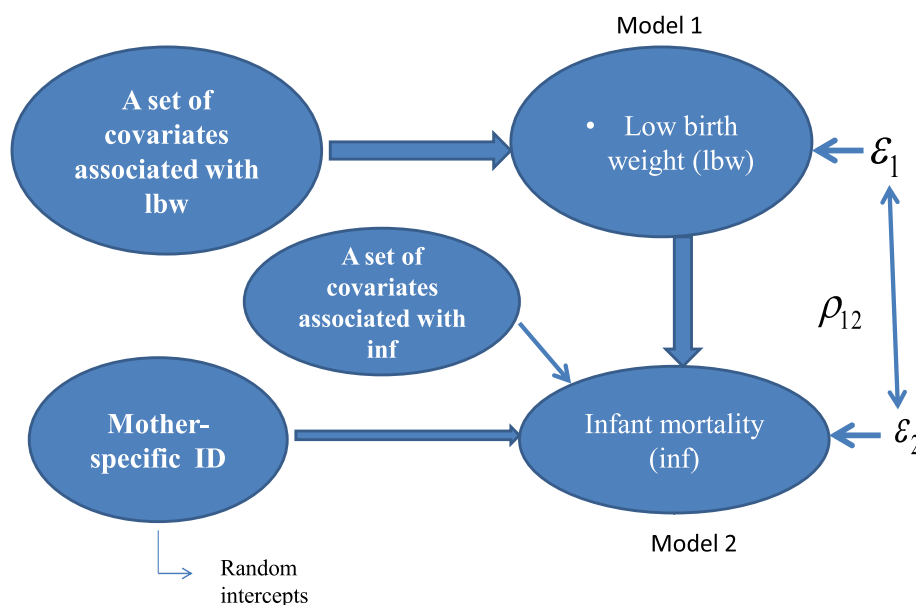 Model 1
A set of
covariates
associated with
lbw
• Low birth
weight (lbw)
ε₁
A set of
covariates
associated with
inf
ρ₁₂
Mother-
specific ID
Infant mortality
(inf)
ε₂
Model 2
Random
intercepts